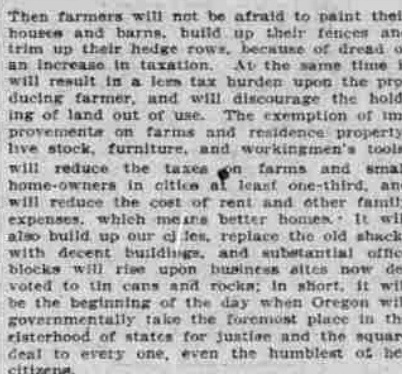 Then farmers will not be afraid to paint thei
houses and barns, build up their fences an
trim up their hedge rows, because of dread o
an increase in taxation. At the same time i
will result in a less tax burden upon the pro
ducing farmer, and will discourage the hold
ing of land out of use. The exemption of im
provements on farms and residence property
live stock, furniture, and workingmen's tools
will reduce the taxes on farms and smal
home-owners in cities at least one-third, an
will reduce the cost of rent and other famil
expenses, which means better homes. It wil
also build up our cities, replace the old shack
with decent buildings, and substantial offic
blocks will rise upon business sites now de
voted to tin cans and rocks; in short, it wil
be the beginning of the day when Oregon wil
governmentally take the foremost place in th
sisterhood of states for justice and the squar
deal to every one, even the humblest of he
citizens.